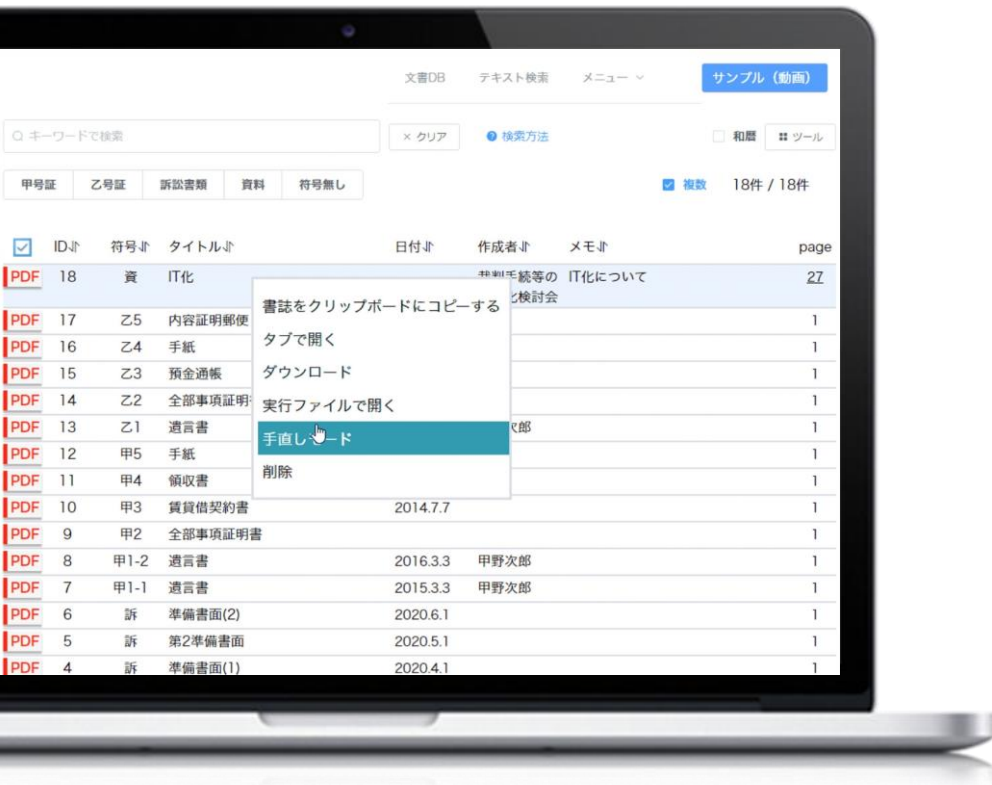 文書DB テキスト検索 メニュー サンプル（動画）
キーワードで検索 × クリア 検索方法 和暦 ツール
甲号証 乙号証 訴訟書類 資料 符号無し 複数 18件 / 18件
ID 符号 タイトル 日付 作成者 メモ page
PDF 18 資 IT化 裁判手続等の IT化について 27
化検討会
書誌をクリップボードにコピーする
タブで開く
ダウンロード
実行ファイルで開く
手直しモード
削除
PDF 17 乙5 内容証明郵便 1
PDF 16 乙4 手紙 1
PDF 15 乙3 預金通帳 1
PDF 14 乙2 全部事項証明 1
PDF 13 乙1 遺言書 次郎 1
PDF 12 甲5 手紙 1
PDF 11 甲4 領収書 1
PDF 10 甲3 賃貸借契約書 2014.7.7 1
PDF 9 甲2 全部事項証明書 1
PDF 8 甲1-2 遺言書 2016.3.3 甲野次郎 1
PDF 7 甲1-1 遺言書 2015.3.3 甲野次郎 1
PDF 6 訴 準備書面(2) 2020.6.1 1
PDF 5 訴 第2準備書面 2020.5.1 1
PDF 4 訴 準備書面(1) 2020.4.1 1